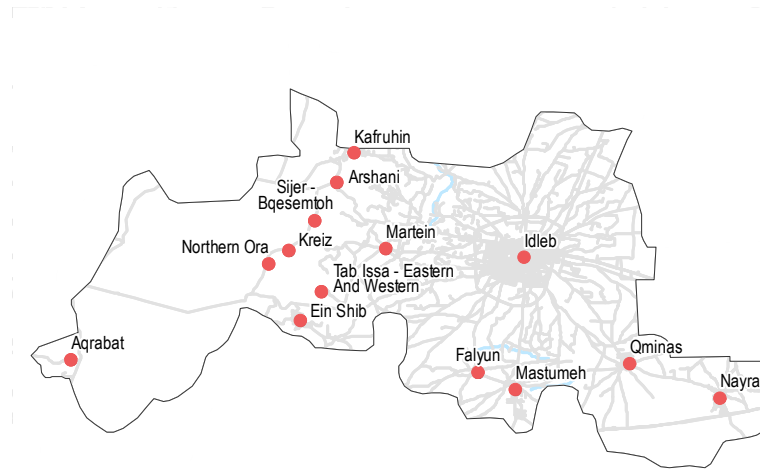 Kafruhin
Arshani
Sijer -
Bqesemtoh
Martein
Idleb
Kreiz
Northern Ora
Tab Issa - Eastern
And Western
Ein Shib
Aqrabat
Falyun
Mastumeh
Qminas
Nayra